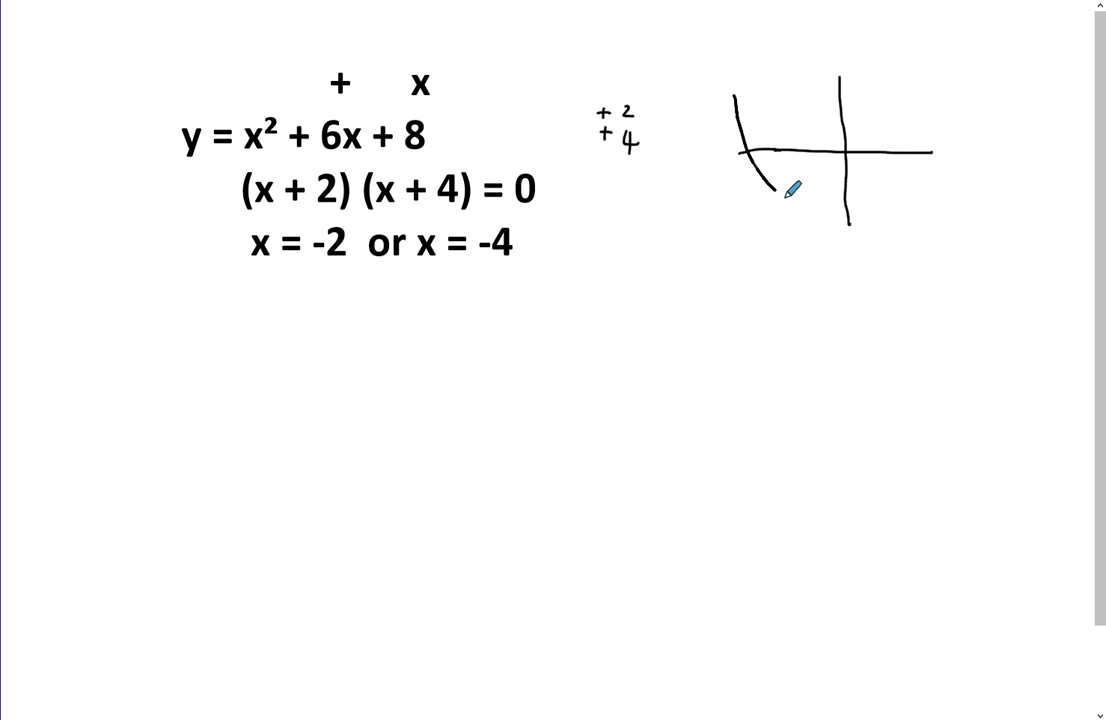 + x
y = x² + 6x + 8
(x + 2) (x + 4) = 0
x = -2 or x = -4
+ 2
+ 4